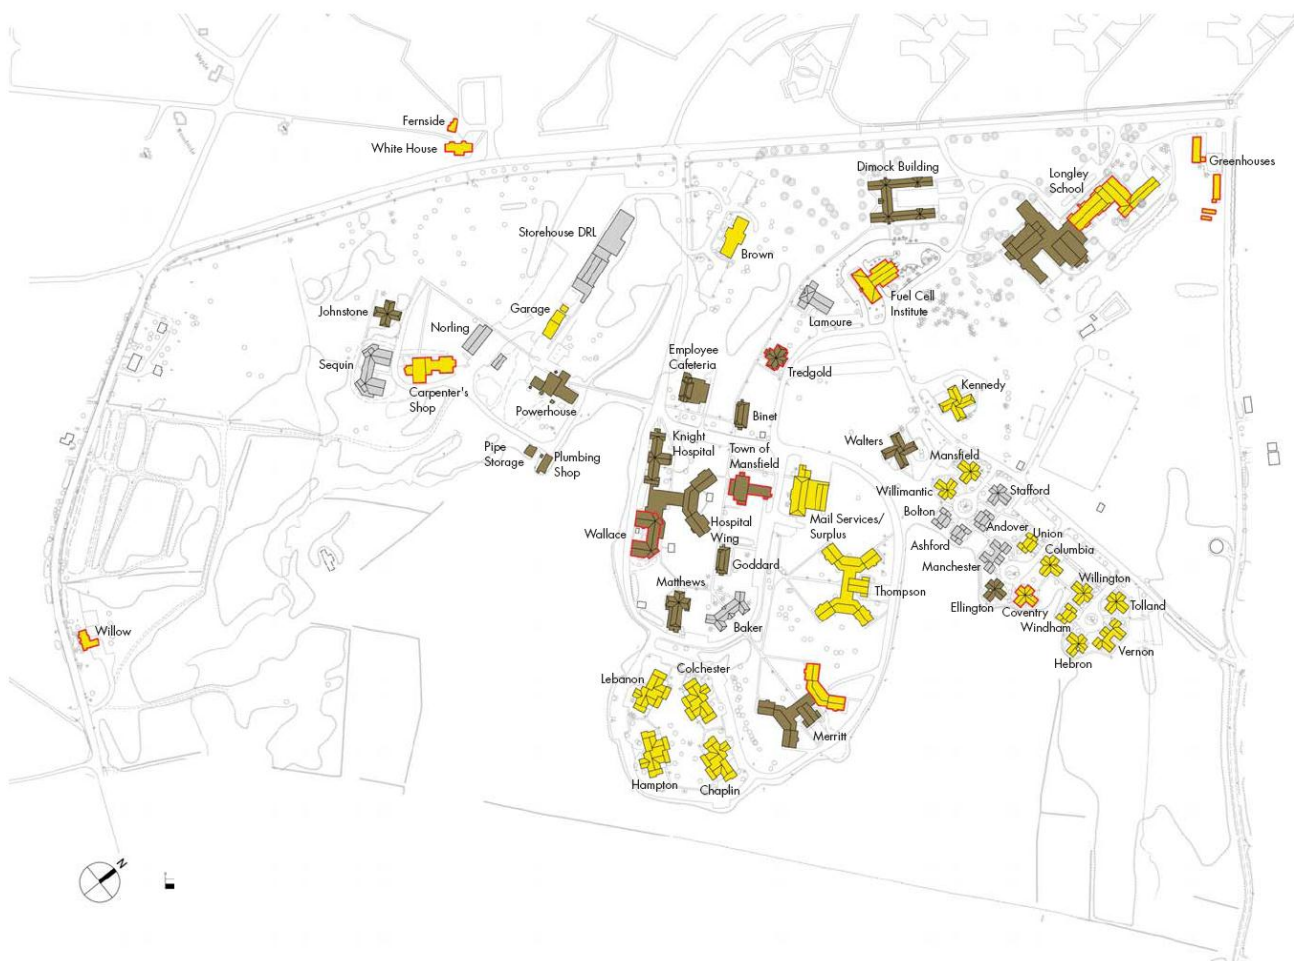 Fernside
White House
Dimock Building
Longley
School
Greenhouses
Storehouse DRL
Brown
Johnstone
Norling
Garage
Lamoure
Fuel Cell
Institute
Sequin
Carpenter's
Shop
Powerhouse
Employee
Cafeteria
Tredgold
Kennedy
Binet
Pipe
Storage
Plumbing
Shop
Knight
Hospital
Town of
Mansfield
Walters
Mansfield
Willimantic
Stafford
Bolton
Andover
Ashford
Union
Manchester
Columbia
Wallace
Hospital
Wing
Mail Services/
Surplus
Goddard
Matthews
Baker
Thompson
Ellington
Coventry
Willington
Tolland
Windham
Vernon
Hebron
Willow
Lebanon
Colchester
Merritt
Hampton
Chaplin
N